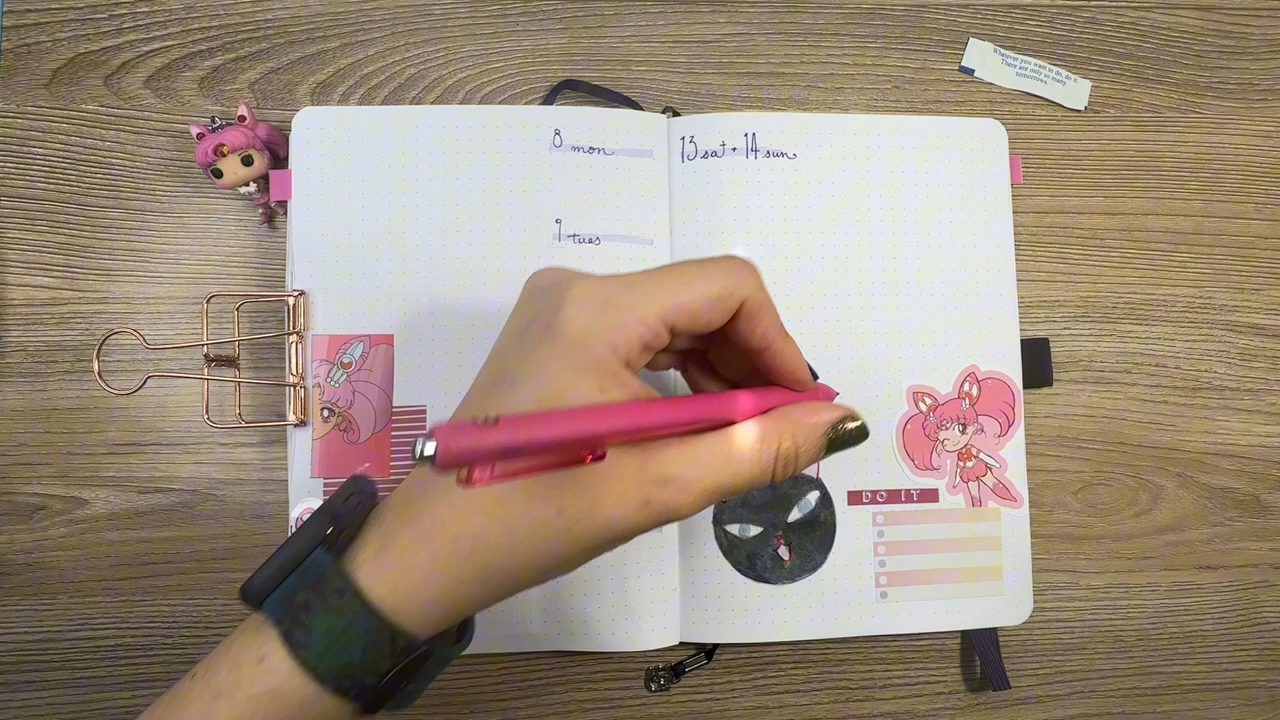 Whatever you want to do, do it.
There are only so many
tomorrows.
8 mon
13 sat + 14 sun
9 tues
DO IT